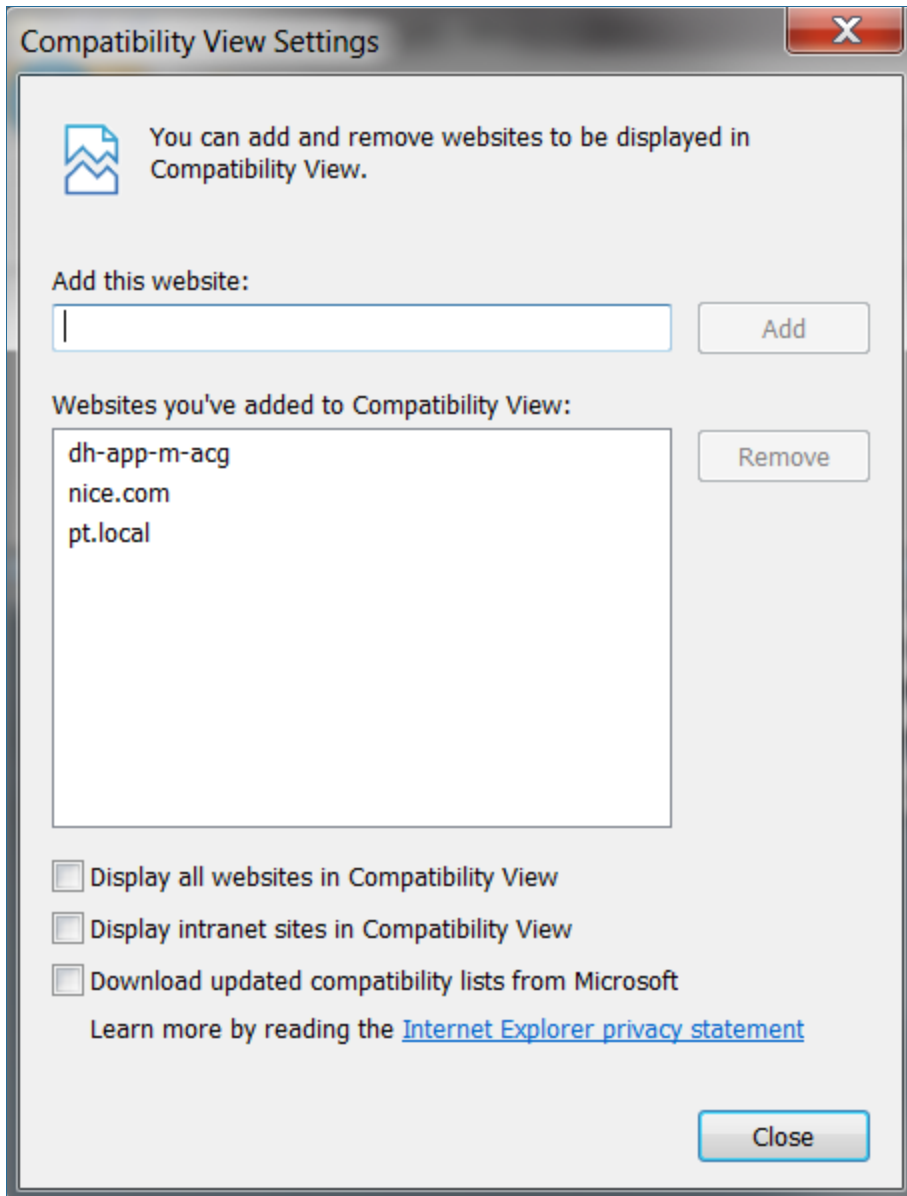 Compatibility View Settings
You can add and remove websites to be displayed in
Compatibility View.
Add this website:
Add
Websites you've added to Compatibility View:
dh-app-m-acg
Remove
nice.com
pt.local
Display all websites in Compatibility View
Display intranet sites in Compatibility View
Download updated compatibility lists from Microsoft
Learn more by reading the Internet Explorer privacy statement
Close